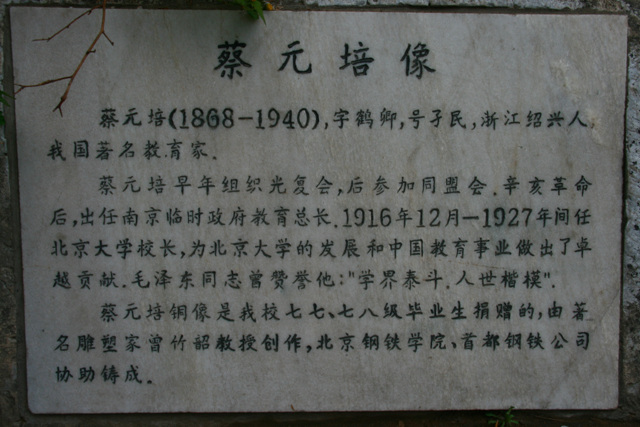 蔡元培像
蔡元培(1868-1940),字鹤卿,号孑民,浙江绍兴人,
我国著名教育家.
蔡元培早年组织光复会,后参加同盟会.辛亥革命
后,出任南京临时政府教育总长.1916年12月-1927年间任
北京大学校长,为北京大学的发展和中国教育事业做出了卓
越贡献.毛泽东同志曾赞誉他:"学界泰斗.人世楷模".
蔡元培铜像是我校七七、七八级毕业生捐赠的,由著
名雕塑家曾竹韶教授创作,北京钢铁学院、首都钢铁公司
协助铸成.